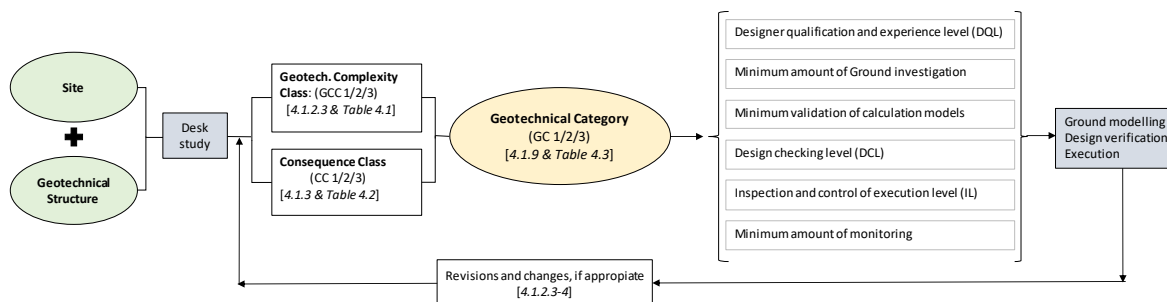 Site
Geotechnical
Structure
Desk
study
Geotech. Complexity
Class: (GCC 1/2/3)
[4.1.2.3 & Table 4.1]
Consequence Class
(CC 1/2/3)
[4.1.3 & Table 4.2]
Geotechnical Category
(GC 1/2/3)
[4.1.9 & Table 4.3]
Designer qualification and experience level (DQL)
Minimum amount of Ground investigation
Minimum validation of calculation models
Design checking level (DCL)
Inspection and control of execution level (IL)
Minimum amount of monitoring
Ground modelling
Design verification
Execution
Revisions and changes, if appropiate
[4.1.2.3-4]